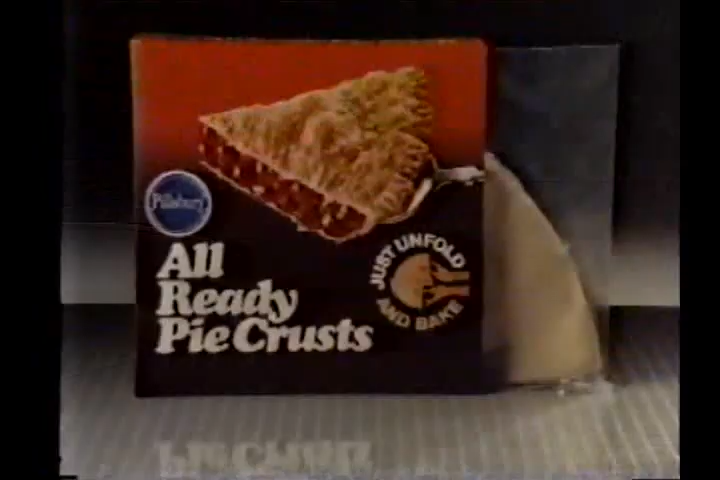 Pillsbury
All
Ready
Pie Crusts
JUST UNFOLD
AND BAKE